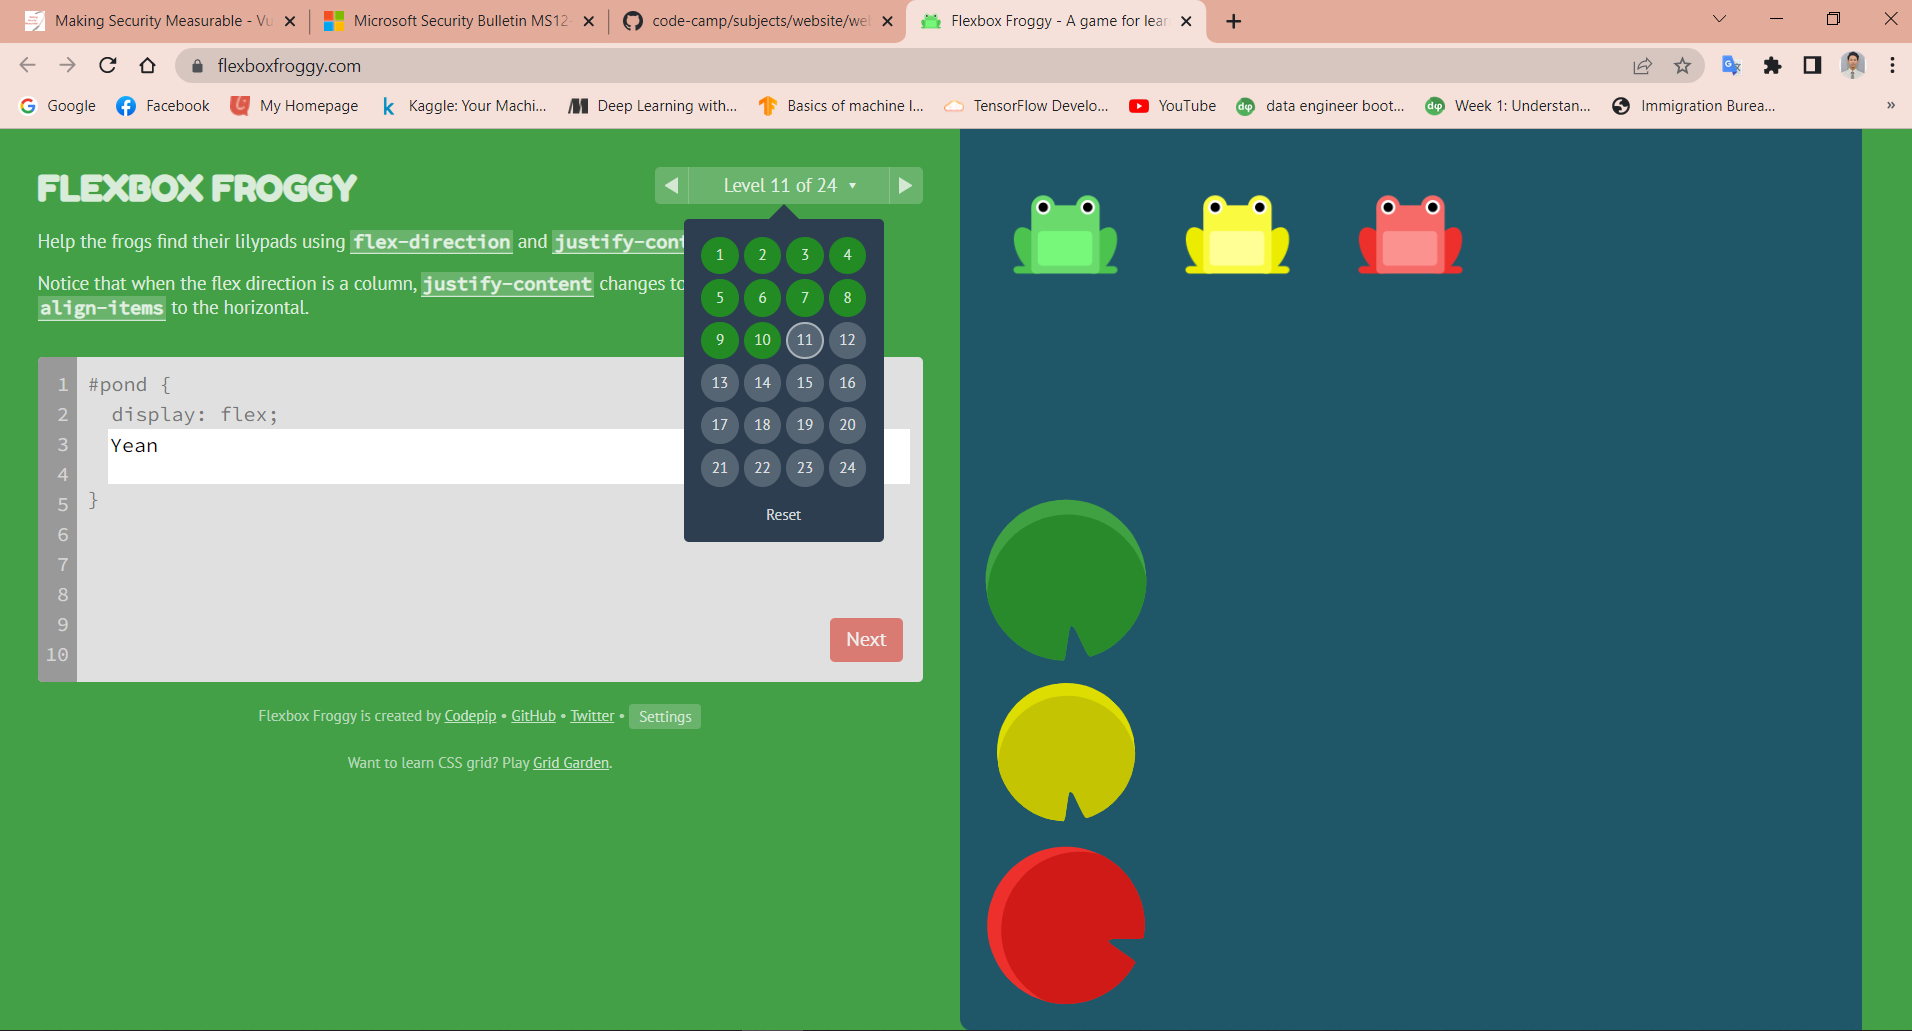 Making Security Measurable - Vu
Microsoft Security Bulletin MS12-
code-camp/subjects/website/we
Flexbox Froggy - A game for lear
flexboxfroggy.com
Google
Facebook
My Homepage
Kaggle: Your Machi...
Deep Learning with...
Basics of machine l...
TensorFlow Develo...
YouTube
data engineer boot...
Week 1: Understan...
Immigration Burea...
»
FLEXBOX FROGGY
Level 11 of 24 ▼
Help the frogs find their lilypads using flex-direction and justify-cont
Notice that when the flex direction is a column, justify-content changes to
align-items to the horizontal.
1 2 3 4
5 6 7 8
9 10 11 12
13 14 15 16
17 18 19 20
21 22 23 24
Reset
1 #pond {
2 display: flex;
3 Yean
4
5 }
6
7
8
9
10
Next
Flexbox Froggy is created by Codepip • GitHub • Twitter • Settings
Want to learn CSS grid? Play Grid Garden.